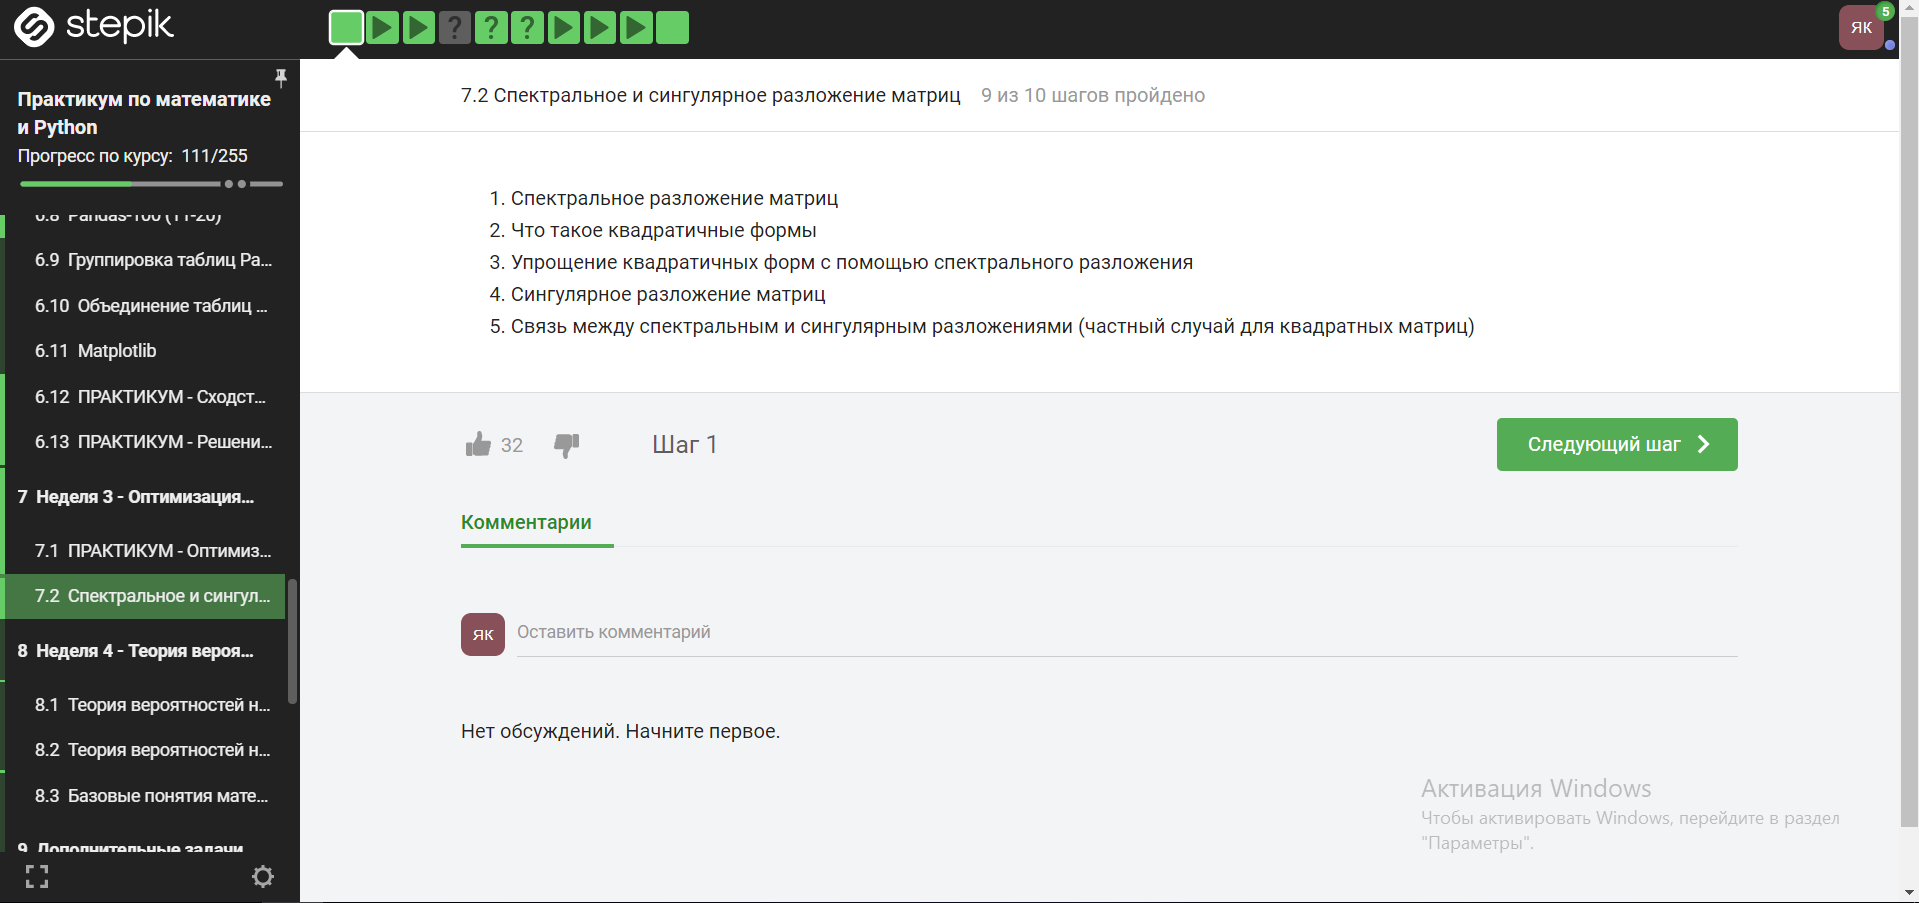 stepik
? ? ?
ЯК
5
Практикум по математике
и Python
Прогресс по курсу: 111/255
6.8 Pandas-100 (11-20)
6.9 Группировка таблиц Pa...
6.10 Объединение таблиц ...
6.11 Matplotlib
6.12 ПРАКТИКУМ - Сходст...
6.13 ПРАКТИКУМ - Решени...
7 Неделя 3 - Оптимизация...
7.1 ПРАКТИКУМ - Оптимиз...
7.2 Спектральное и сингул...
8 Неделя 4 - Теория вероя...
8.1 Теория вероятностей н...
8.2 Теория вероятностей н...
8.3 Базовые понятия мате...
9 Дополнительные задачи
7.2 Спектральное и сингулярное разложение матриц 9 из 10 шагов пройдено
1. Спектральное разложение матриц
2. Что такое квадратичные формы
3. Упрощение квадратичных форм с помощью спектрального разложения
4. Сингулярное разложение матриц
5. Связь между спектральным и сингулярным разложениями (частный случай для квадратных матриц)
32
Шаг 1
Следующий шаг
Комментарии
ЯК
Оставить комментарий
Нет обсуждений. Начните первое.
Активация Windows
Чтобы активировать Windows, перейдите в раздел
"Параметры".